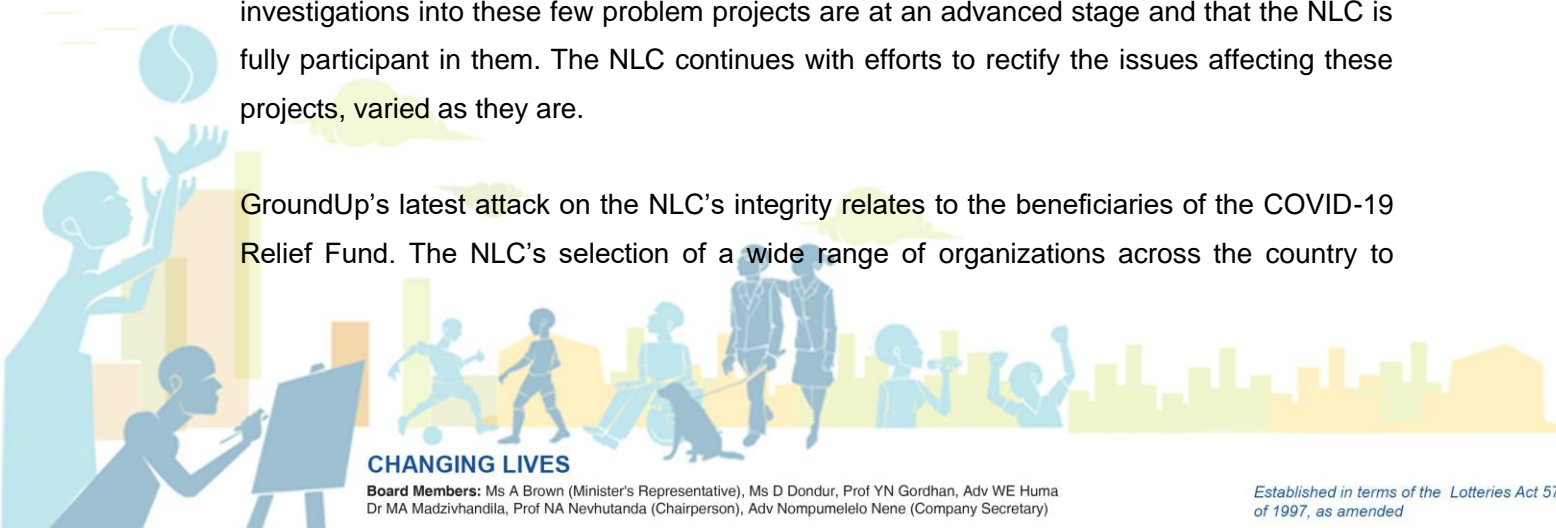 investigations into these few problem projects are at an advanced stage and that the NLC is
fully participant in them. The NLC continues with efforts to rectify the issues affecting these
projects, varied as they are.
GroundUp’s latest attack on the NLC’s integrity relates to the beneficiaries of the COVID-19
Relief Fund. The NLC’s selection of a wide range of organizations across the country to
CHANGING LIVES
Board Members: Ms A Brown (Minister's Representative), Ms D Dondur, Prof YN Gordhan, Adv WE Huma
Dr MA Madzivhandila, Prof NA Nevhutanda (Chairperson), Adv Nompumelelo Nene (Company Secretary)
Established in terms of the Lotteries Act 57
of 1997, as amended